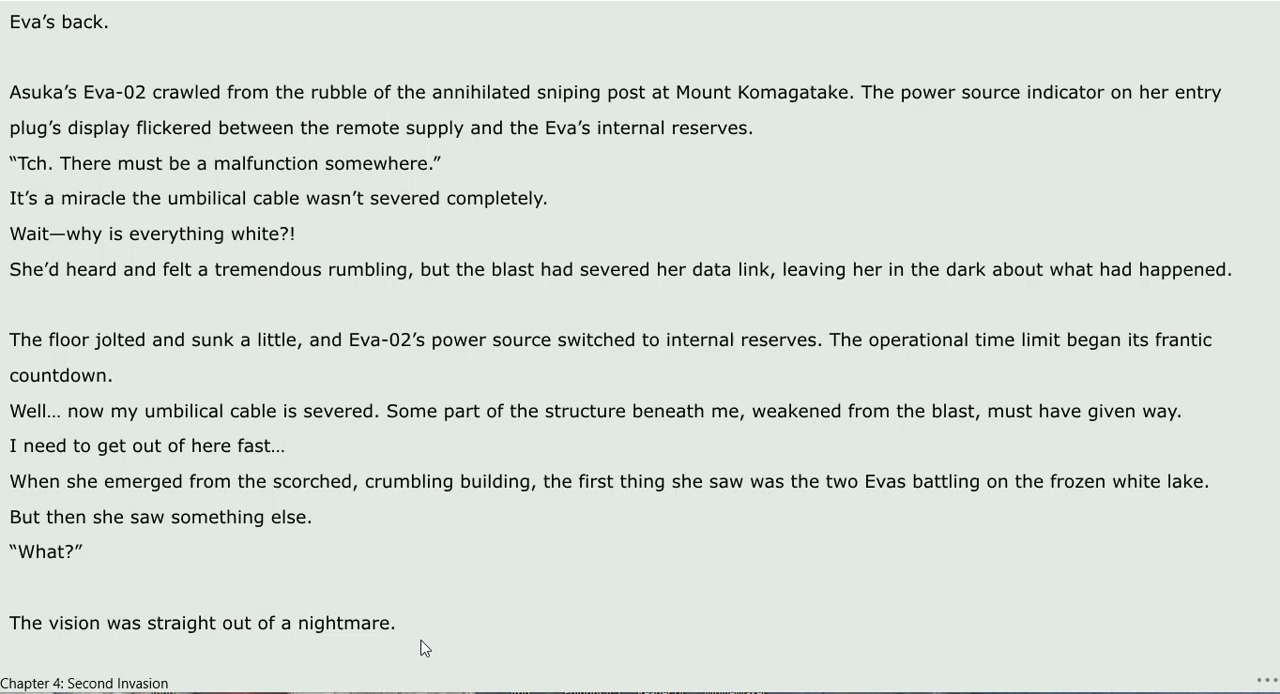 Eva’s back.
Asuka’s Eva-02 crawled from the rubble of the annihilated sniping post at Mount Komagatake. The power source indicator on her entry
plug’s display flickered between the remote supply and the Eva’s internal reserves.
“Tch. There must be a malfunction somewhere.”
It’s a miracle the umbilical cable wasn’t severed completely.
Wait—why is everything white?!
She’d heard and felt a tremendous rumbling, but the blast had severed her data link, leaving her in the dark about what had happened.
The floor jolted and sunk a little, and Eva-02’s power source switched to internal reserves. The operational time limit began its frantic
countdown.
Well… now my umbilical cable is severed. Some part of the structure beneath me, weakened from the blast, must have given way.
I need to get out of here fast…
When she emerged from the scorched, crumbling building, the first thing she saw was the two Evas battling on the frozen white lake.
But then she saw something else.
“What?”
The vision was straight out of a nightmare.
Chapter 4: Second Invasion